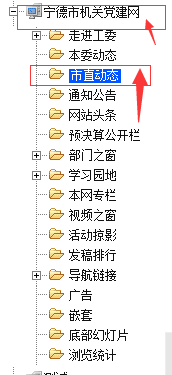 宁德市机关党建网
走进工委
本委动态
市直动态
通知公告
网站头条
预决算公开栏
部门之窗
学习园地
本网专栏
视频之窗
活动掠影
发稿排行
导航链接
广告
嵌套
底部幻灯片
浏览统计